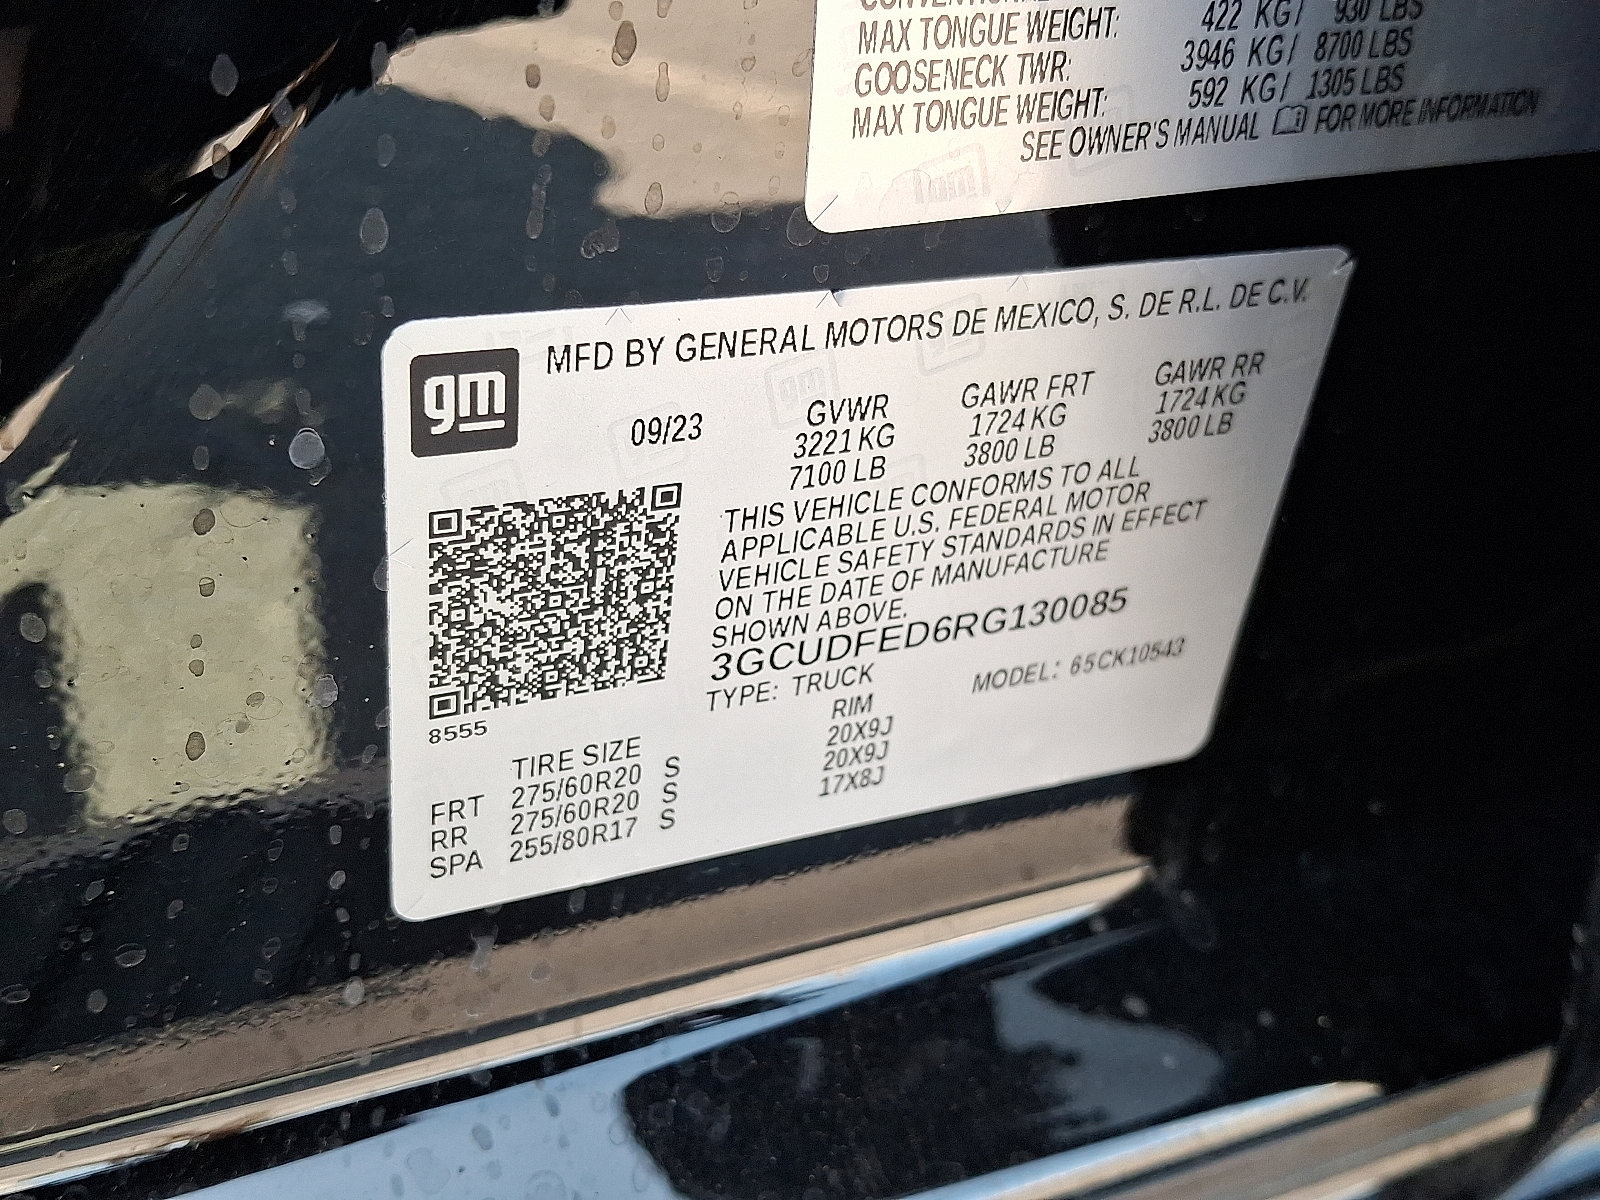 MAX TONGUE WEIGHT: 422 KG/ 930 LBS
GOOSENECK TWR: 3946 KG/ 8700 LBS
MAX TONGUE WEIGHT: 592 KG/ 1305 LBS
SEE OWNER'S MANUAL FOR MORE INFORMATION
gm
MFD BY GENERAL MOTORS DE MEXICO, S. DE R.L. DE C.V.
09/23
GVWR GAWR FRT GAWR RR
3221 KG 1724 KG 1724 KG
7100 LB 3800 LB 3800 LB
THIS VEHICLE CONFORMS TO ALL
APPLICABLE U.S. FEDERAL MOTOR
VEHICLE SAFETY STANDARDS IN EFFECT
ON THE DATE OF MANUFACTURE
SHOWN ABOVE.
3GCUDFED6RG130085
TYPE: TRUCK MODEL: 65CK10543
8555
TIRE SIZE RIM
FRT 275/60R20 S 20X9J
RR 275/60R20 S 20X9J
SPA 255/80R17 S 17X8J